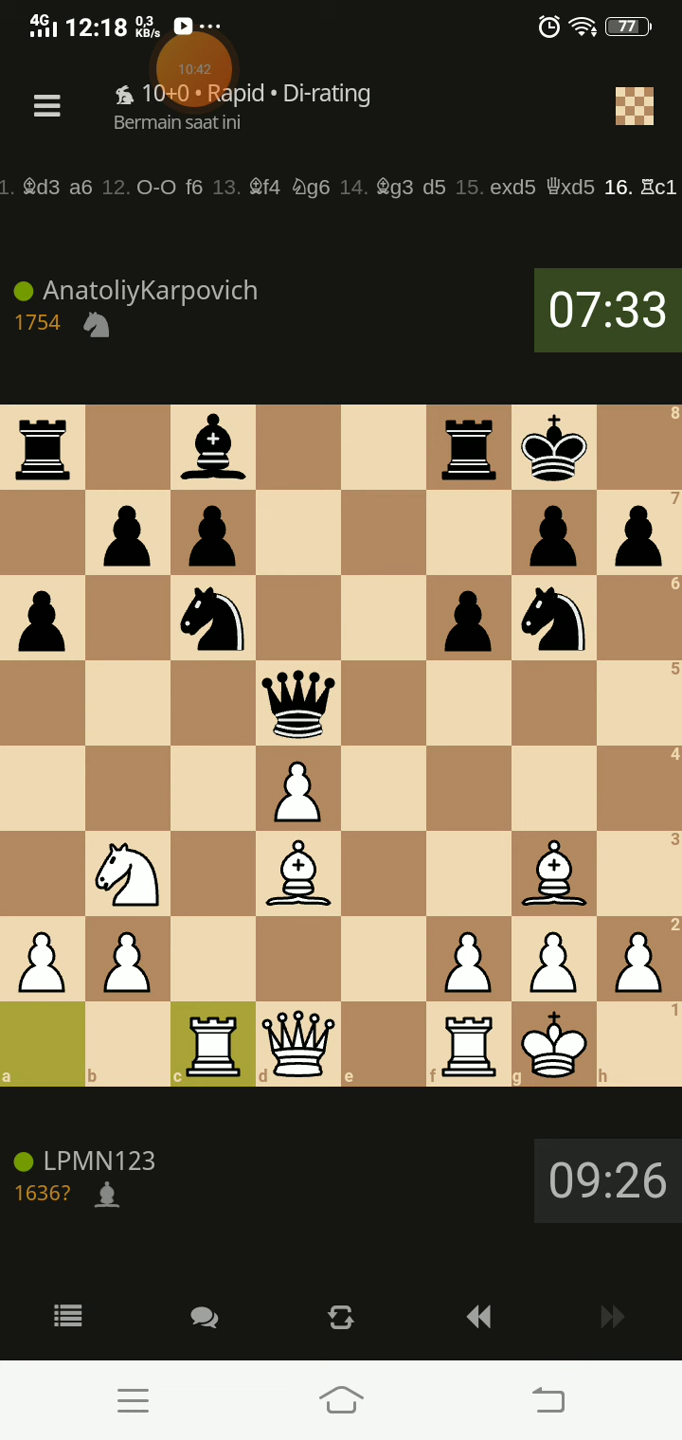 4G 12:18 0,3 KB/s ... 77
10:42
10+0 • Rapid • Di-rating
Bermain saat ini
1. ♗d3 a6 12. O-O f6 13. ♗f4 ♘g6 14. ♗g3 d5 15. exd5 ♕xd5 16. ♖c1
AnatoliyKarpovich
1754
07:33
8
7
6
5
4
3
2
1
a b c d e f g h
LPMN123
1636?
09:26